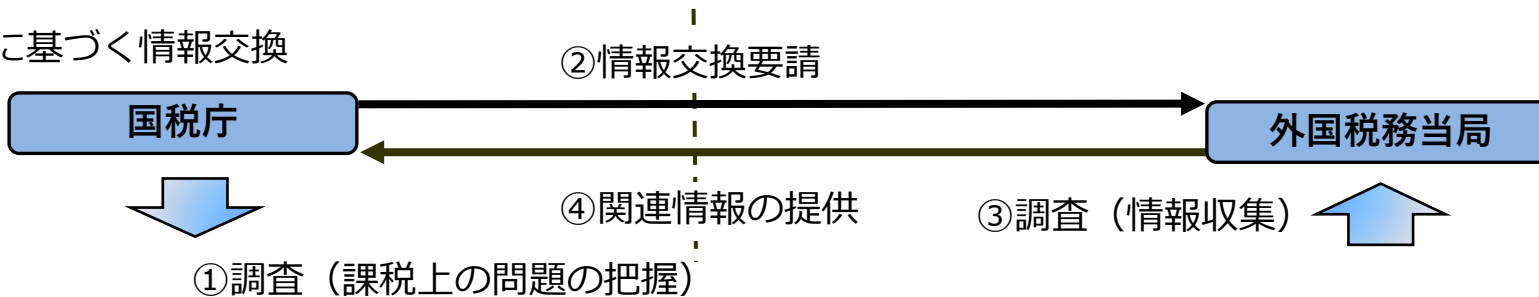 に基づく情報交換
②情報交換要請
国税庁
外国税務当局
④関連情報の提供
③調査（情報収集）
①調査（課税上の問題の把握）